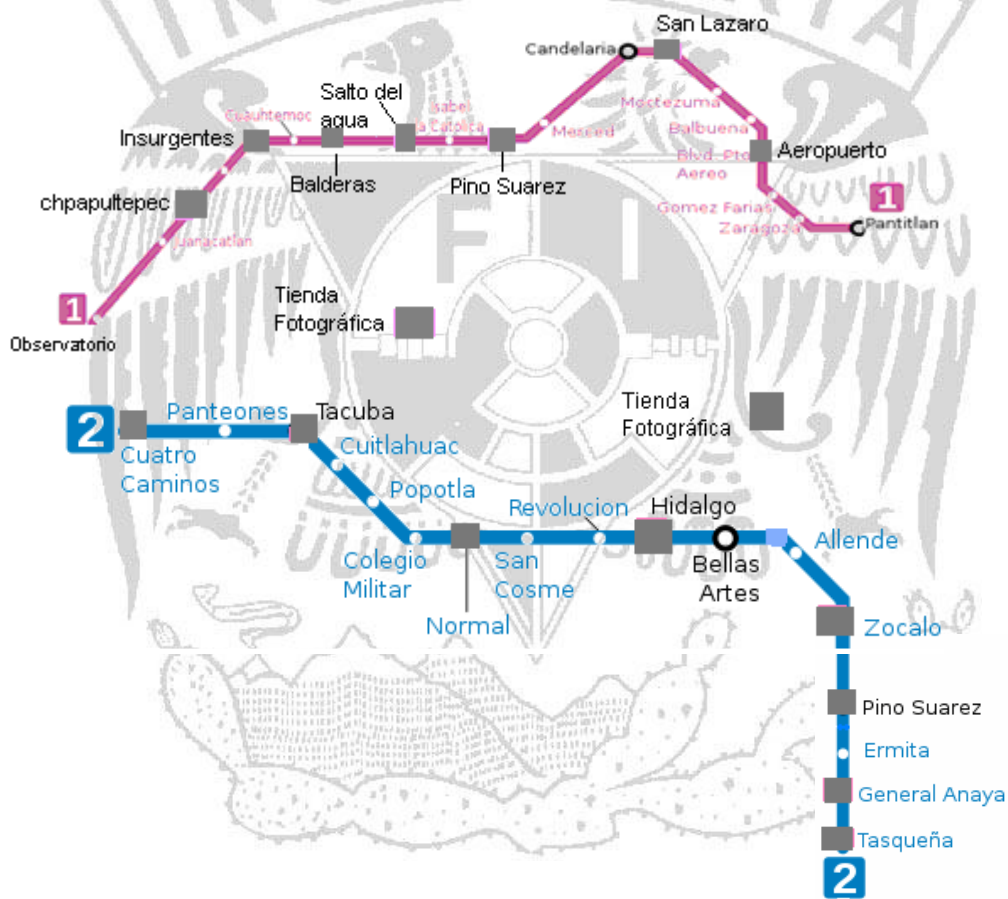 San Lazaro
Candelaria
Salto del
agua
Moctezuma
Cuauhtemoc
Isabel
la Catolica
Merced
Balbuena
Insurgentes
Aeropuerto
Blvd. Pto
Aereo
Balderas
Pino Suarez
chpapultepec
1
Gomez Farias
Zaragoza
Pantitlan
Juanacatlan
F I
1
Observatorio
Tienda
Fotográfica
Tienda
Fotográfica
2
Panteones
Tacuba
Cuatro
Caminos
Cuitlahuac
Popotla
Revolucion
Hidalgo
Allende
Colegio
Militar
San
Cosme
Bellas
Artes
Normal
Zocalo
Pino Suarez
Ermita
General Anaya
Tasqueña
2